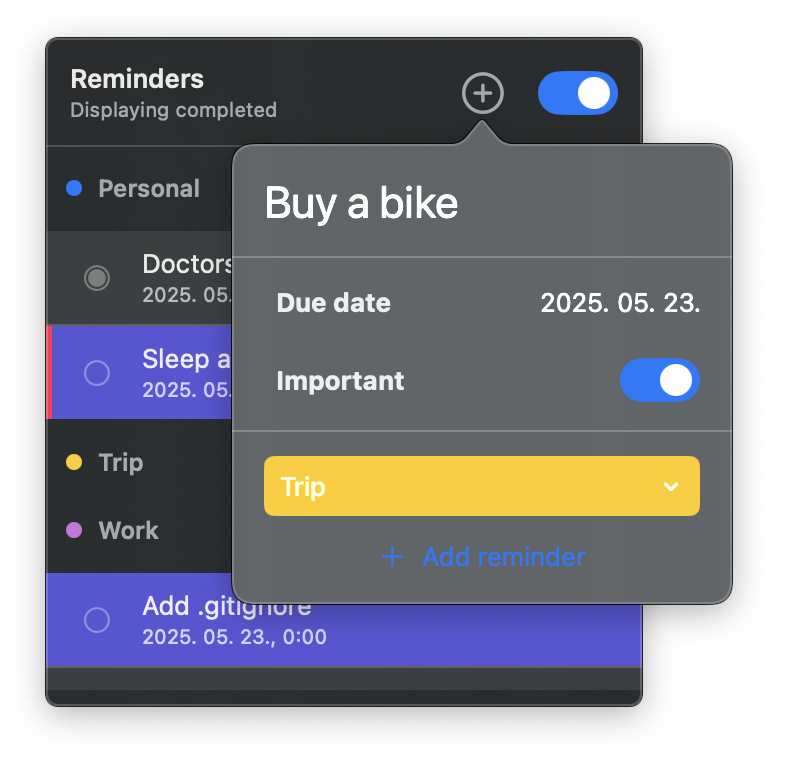 Reminders
Displaying completed
Personal
Doctors
2025. 05.
Sleep a
2025. 05.
Trip
Work
Add .gitignore
2025. 05. 23., 0:00
Buy a bike
Due date 2025. 05. 23.
Important
Trip
Add reminder